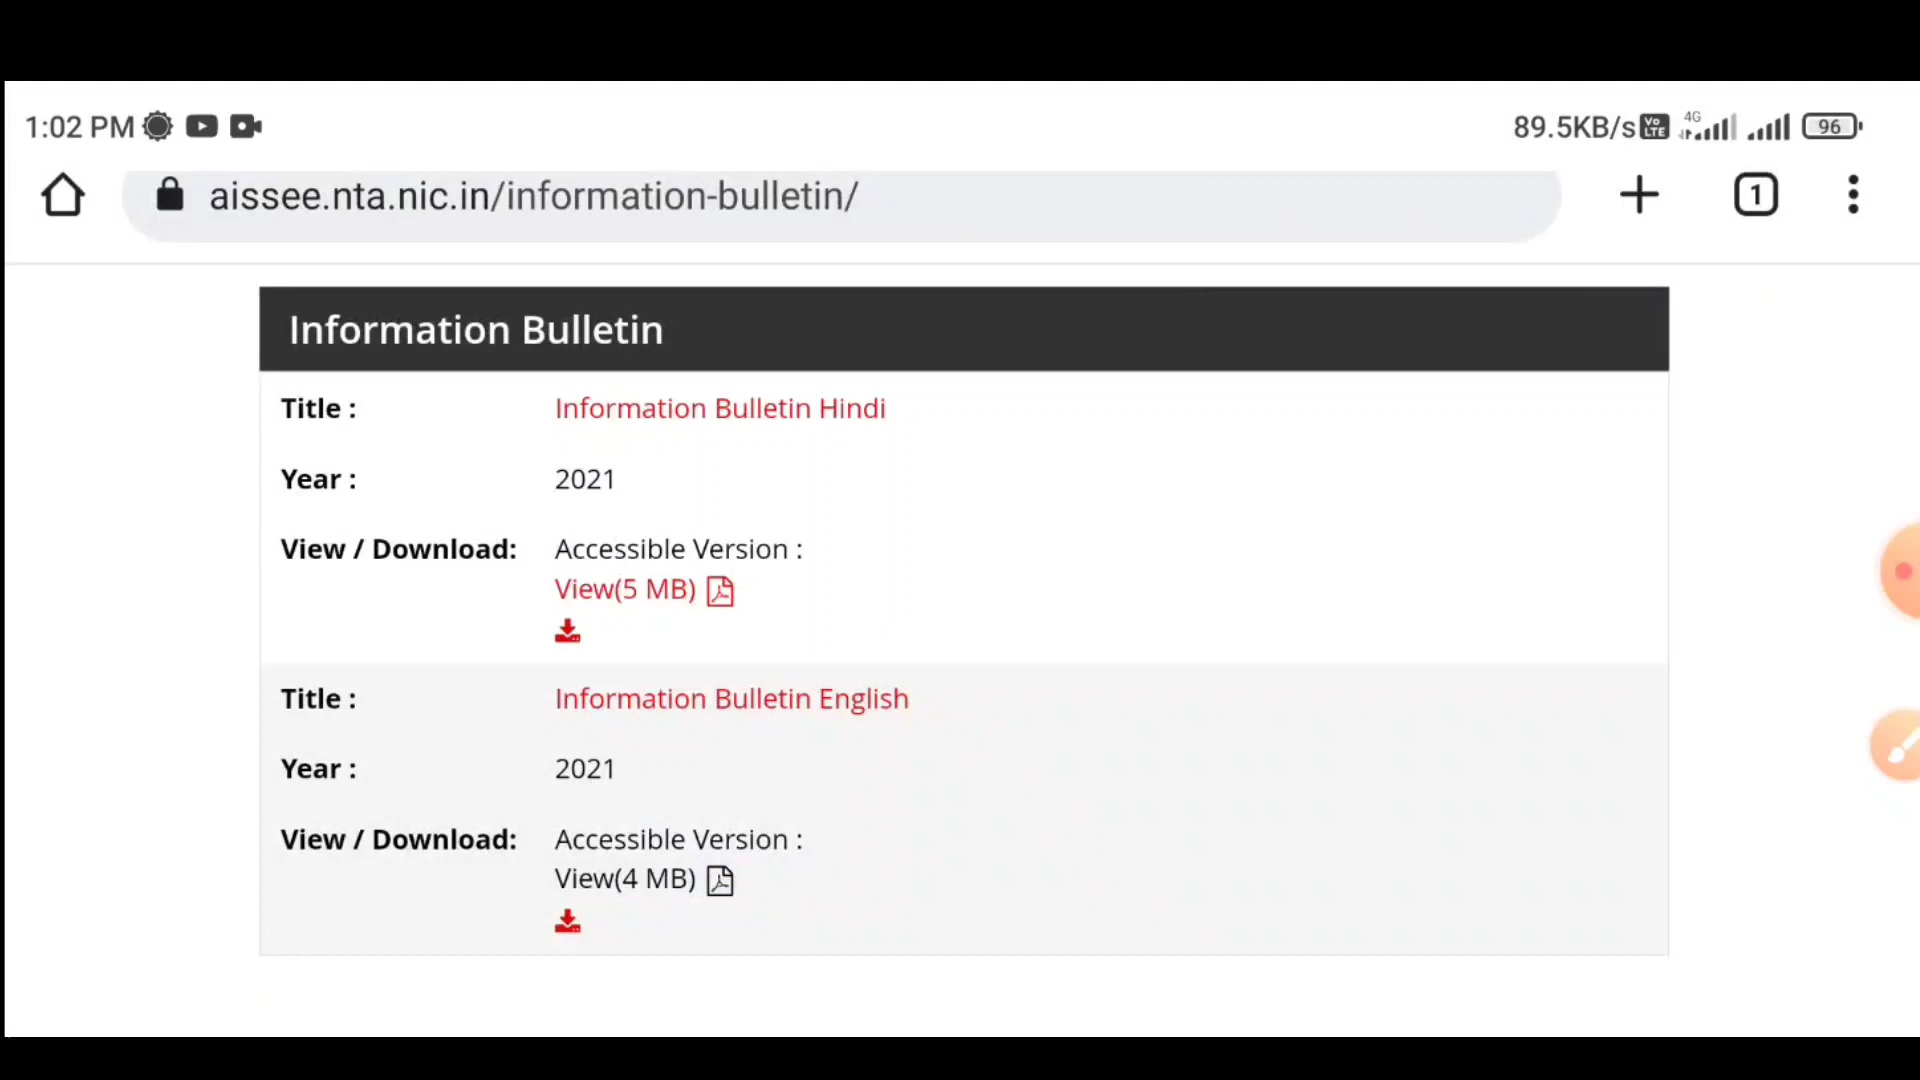 1:02 PM 89.5KB/s Vo LTE 4G 96
aissee.nta.nic.in/information-bulletin/ 1
Information Bulletin
Title : Information Bulletin Hindi
Year : 2021
View / Download: Accessible Version :
View(5 MB)
Title : Information Bulletin English
Year : 2021
View / Download: Accessible Version :
View(4 MB)